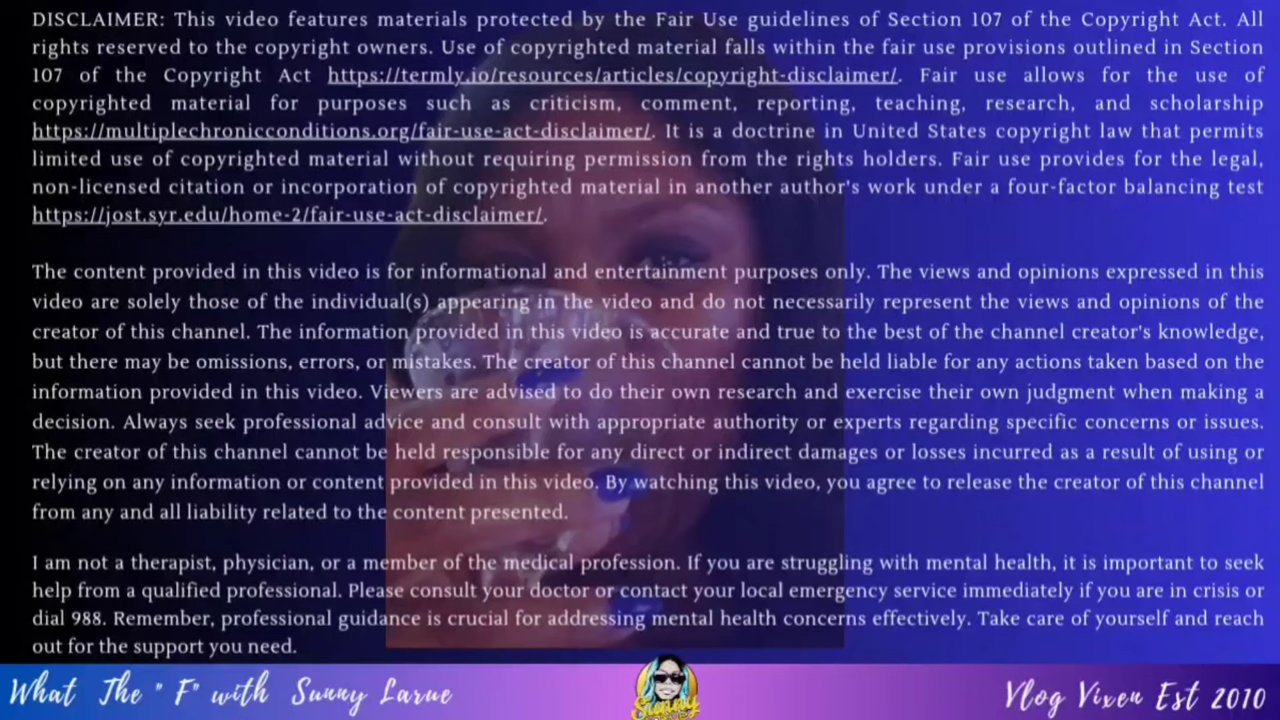 DISCLAIMER: This video features materials protected by the Fair Use guidelines of Section 107 of the Copyright Act. All
rights reserved to the copyright owners. Use of copyrighted material falls within the fair use provisions outlined in Section
107 of the Copyright Act https://termly.io/resources/articles/copyright-disclaimer/. Fair use allows for the use of
copyrighted material for purposes such as criticism, comment, reporting, teaching, research, and scholarship
https://multiplechronicconditions.org/fair-use-act-disclaimer/. It is a doctrine in United States copyright law that permits
limited use of copyrighted material without requiring permission from the rights holders. Fair use provides for the legal,
non-licensed citation or incorporation of copyrighted material in another author's work under a four-factor balancing test
https://jost.syr.edu/home-2/fair-use-act-disclaimer/.
The content provided in this video is for informational and entertainment purposes only. The views and opinions expressed in this
video are solely those of the individual(s) appearing in the video and do not necessarily represent the views and opinions of the
creator of this channel. The information provided in this video is accurate and true to the best of the channel creator's knowledge,
but there may be omissions, errors, or mistakes. The creator of this channel cannot be held liable for any actions taken based on the
information provided in this video. Viewers are advised to do their own research and exercise their own judgment when making a
decision. Always seek professional advice and consult with appropriate authority or experts regarding specific concerns or issues.
The creator of this channel cannot be held responsible for any direct or indirect damages or losses incurred as a result of using or
relying on any information or content provided in this video. By watching this video, you agree to release the creator of this channel
from any and all liability related to the content presented.
I am not a therapist, physician, or a member of the medical profession. If you are struggling with mental health, it is important to seek
help from a qualified professional. Please consult your doctor or contact your local emergency service immediately if you are in crisis or
dial 988. Remember, professional guidance is crucial for addressing mental health concerns effectively. Take care of yourself and reach
out for the support you need.
What The " F" with Sunny Larue
Sunny
Vlog Vixen Est 2010